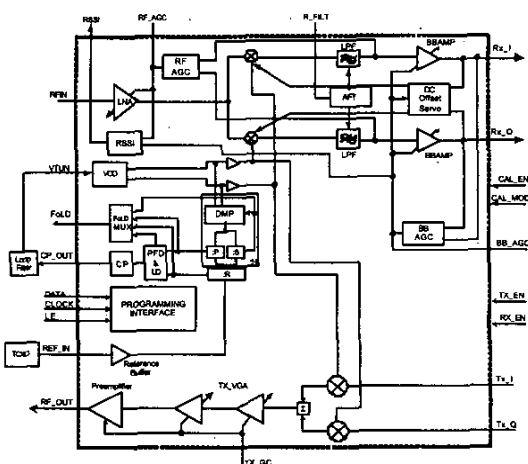 RSSI
RF_AGC
R_FILT
RF
AGC
LPF
BBAMP
Rx_I
RFIN
LNA
AFT
DC
Offset
Servo
RSSI
LPF
BBAMP
Rx_Q
VTUN
VCO
CAL_EN
CAL_MOD
FoLD
FoLD
MUX
DMP
BB
AGC
BB_AGC
Loop
Filter
CP_OUT
CP
PFD
&
LD
:P
:S
:R
DATA
CLOCK
LE
PROGRAMMING
INTERFACE
TX_EN
RX_EN
TCXO
REF_IN
Reference
Buffer
Preamplifier
TX_VGA
Tx_I
RF_OUT
Σ
Tx_Q
TX_GC